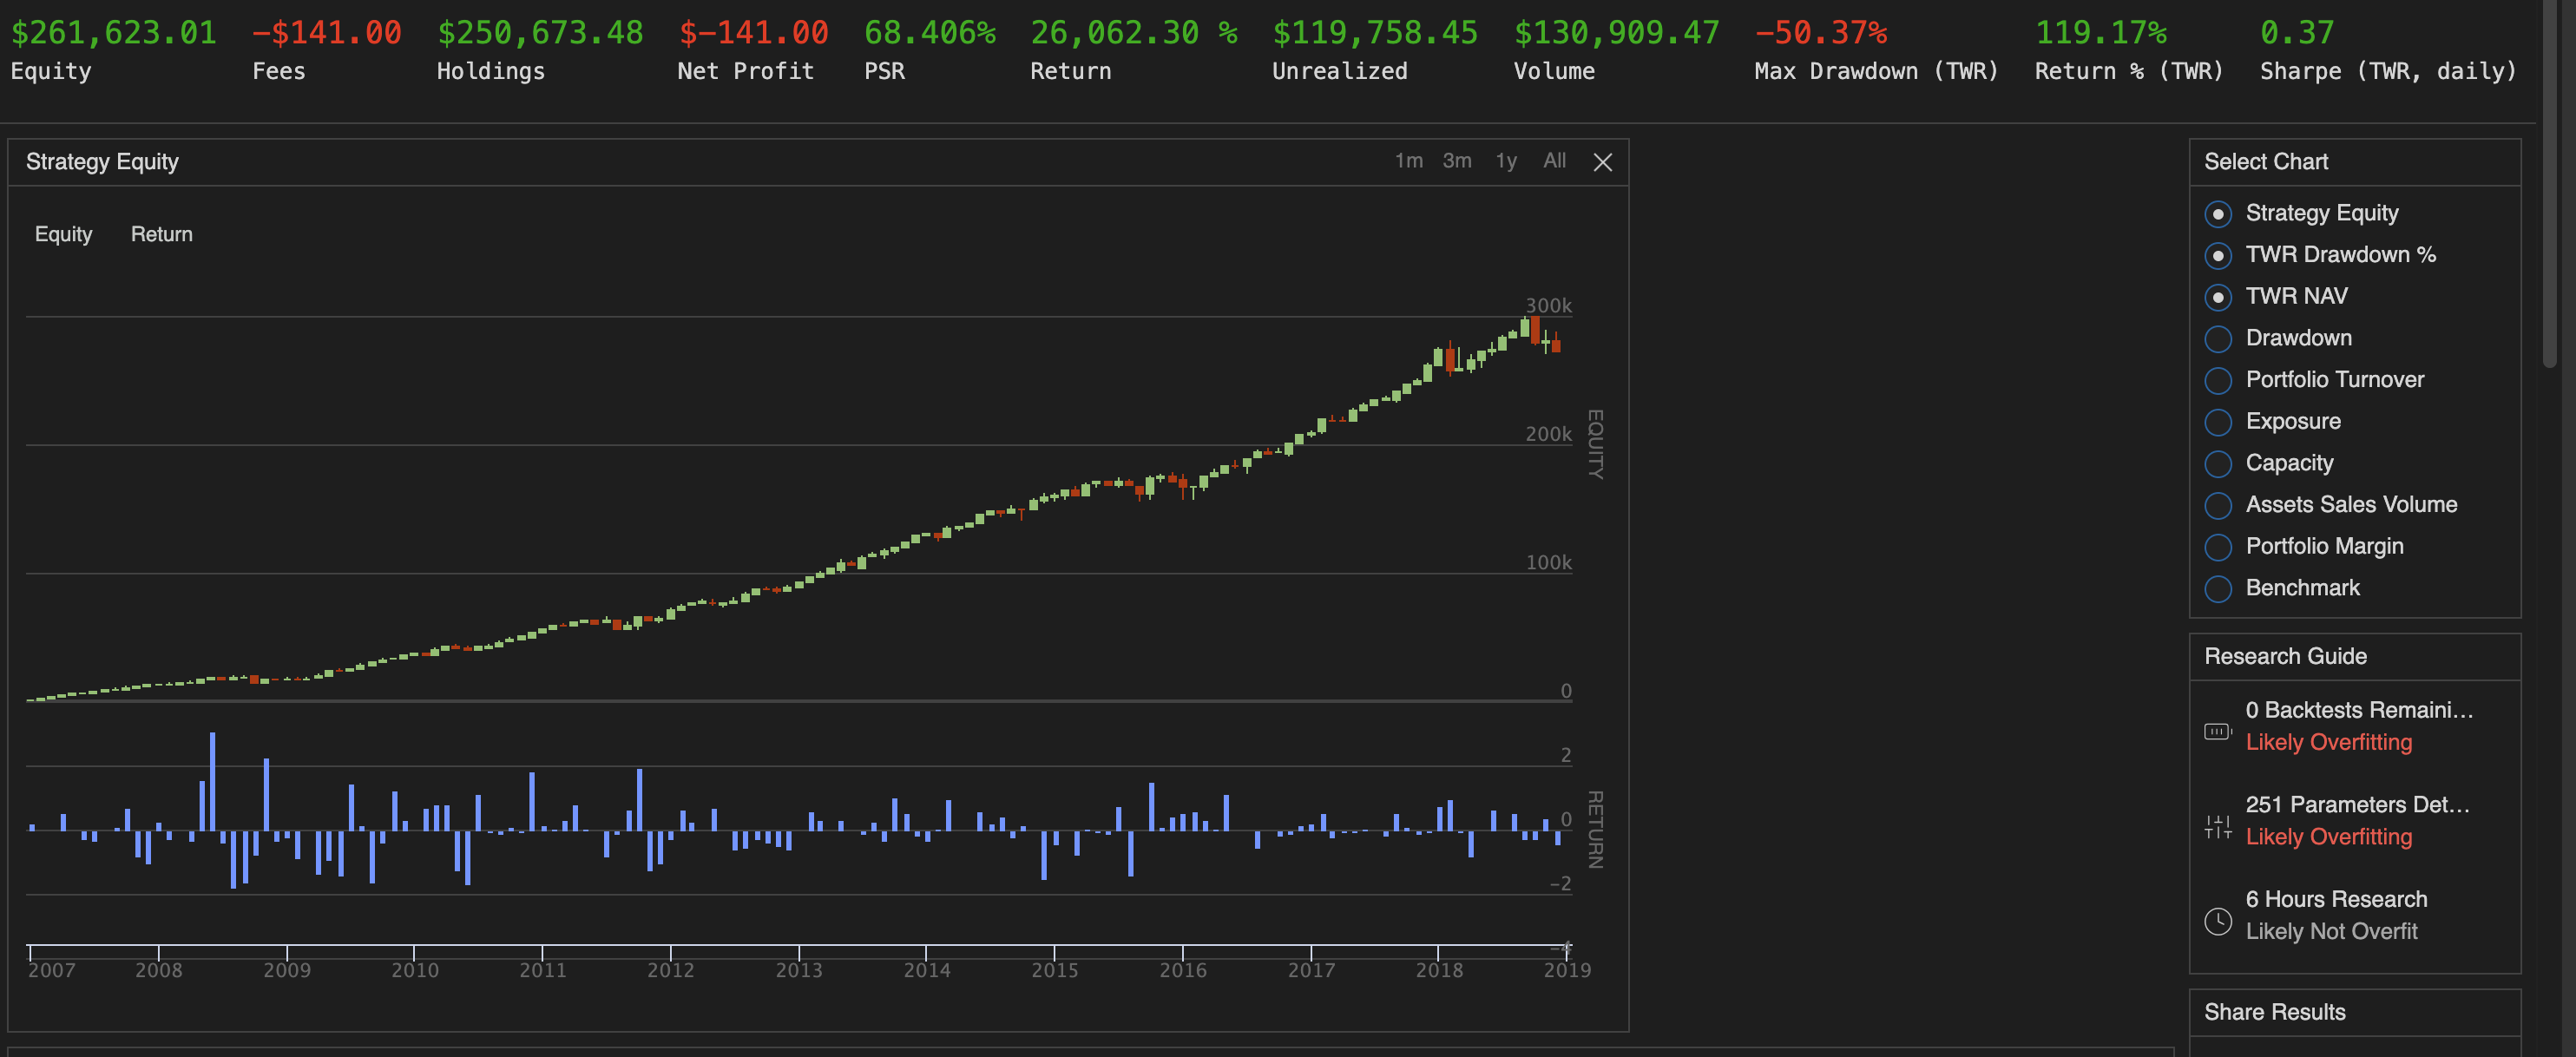 $261,623.01 -$141.00 $250,673.48 $-141.00 68.406% 26,062.30 % $119,758.45 $130,909.47 -50.37% 119.17% 0.37
Equity Fees Holdings Net Profit PSR Return Unrealized Volume Max Drawdown (TWR) Return % (TWR) Sharpe (TWR, daily)
Strategy Equity 1m 3m 1y All
Equity Return
300k
200k
100k
0
EQUITY
2
0
-2
-4
RETURN
2007 2008 2009 2010 2011 2012 2013 2014 2015 2016 2017 2018 2019
Select Chart
Strategy Equity
TWR Drawdown %
TWR NAV
Drawdown
Portfolio Turnover
Exposure
Capacity
Assets Sales Volume
Portfolio Margin
Benchmark
Research Guide
0 Backtests Remaini...
Likely Overfitting
251 Parameters Det...
Likely Overfitting
6 Hours Research
Likely Not Overfit
Share Results